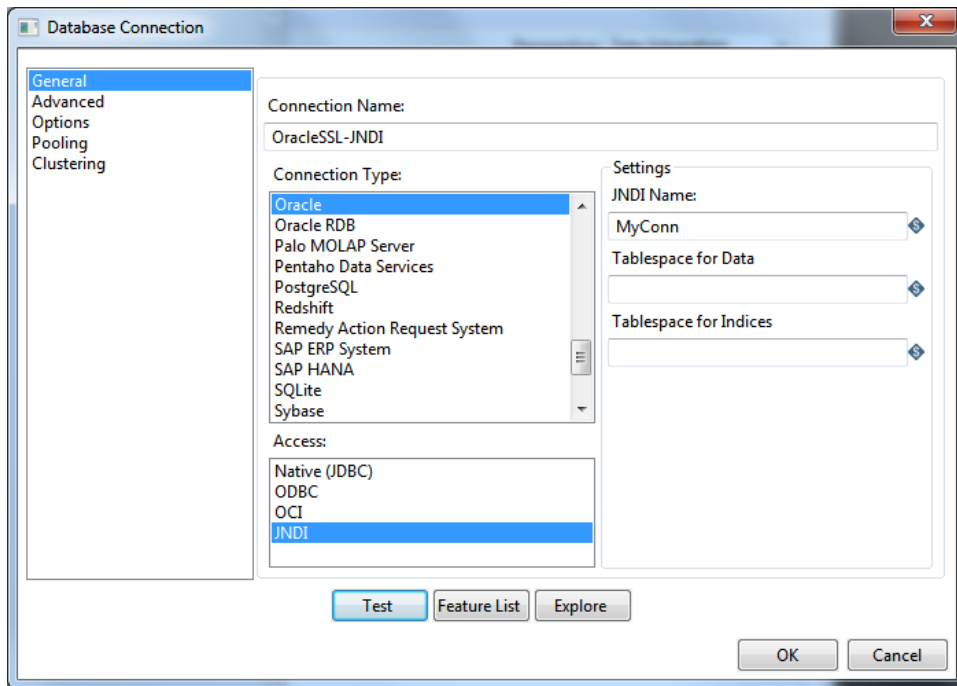 Database Connection
General
Advanced
Options
Pooling
Clustering
Connection Name:
OracleSSL-JNDI
Connection Type:
Oracle
Oracle RDB
Palo MOLAP Server
Pentaho Data Services
PostgreSQL
Redshift
Remedy Action Request System
SAP ERP System
SAP HANA
SQLite
Sybase
Access:
Native (JDBC)
ODBC
OCI
JNDI
Settings
JNDI Name:
MyConn
Tablespace for Data
Tablespace for Indices
Test Feature List Explore
OK Cancel